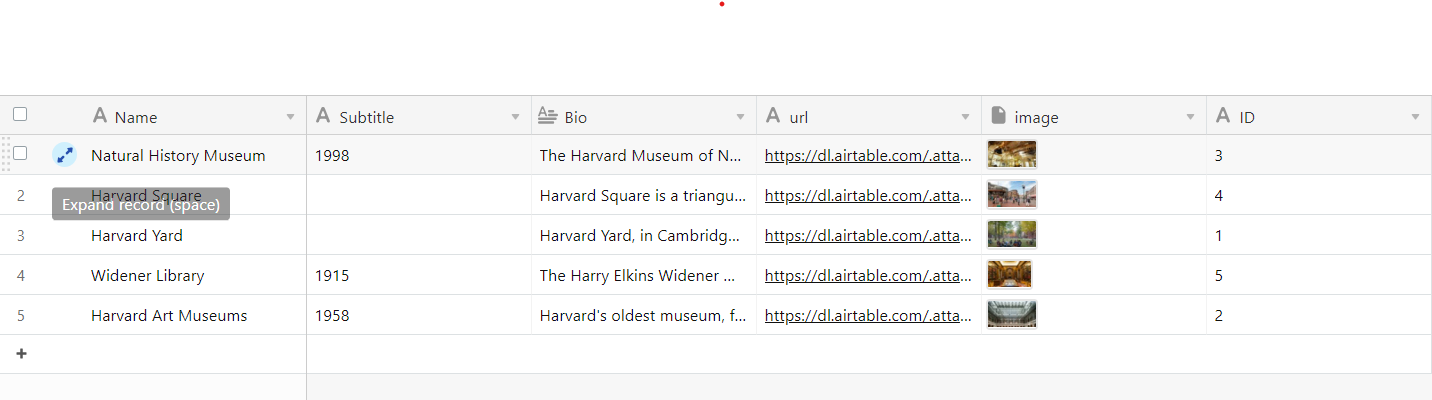 Name Subtitle Bio url image ID
Natural History Museum 1998 The Harvard Museum of N... https://dl.airtable.com/.atta... 3
2 Harvard Square Harvard Square is a triangu... https://dl.airtable.com/.atta... 4
Expand record (space)
3 Harvard Yard Harvard Yard, in Cambridg... https://dl.airtable.com/.atta... 1
4 Widener Library 1915 The Harry Elkins Widener ... https://dl.airtable.com/.atta... 5
5 Harvard Art Museums 1958 Harvard's oldest museum, f... https://dl.airtable.com/.atta... 2
+